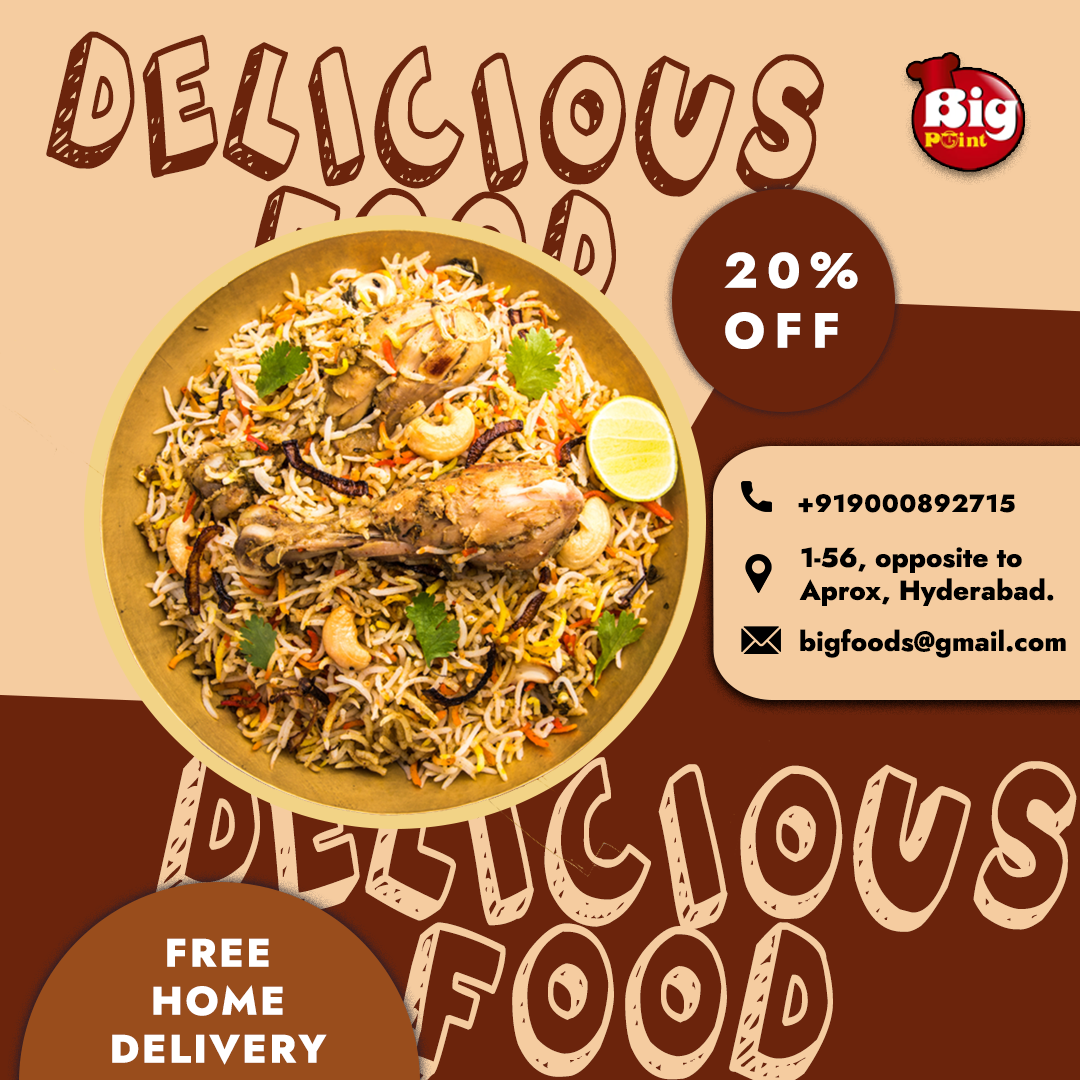 DELICIOUS
FOOD
Big
Point
20%
OFF
+919000892715
1-56, opposite to
Aprox, Hyderabad.
bigfoods@gmail.com
DELICIOUS
FOOD
FREE
HOME
DELIVERY